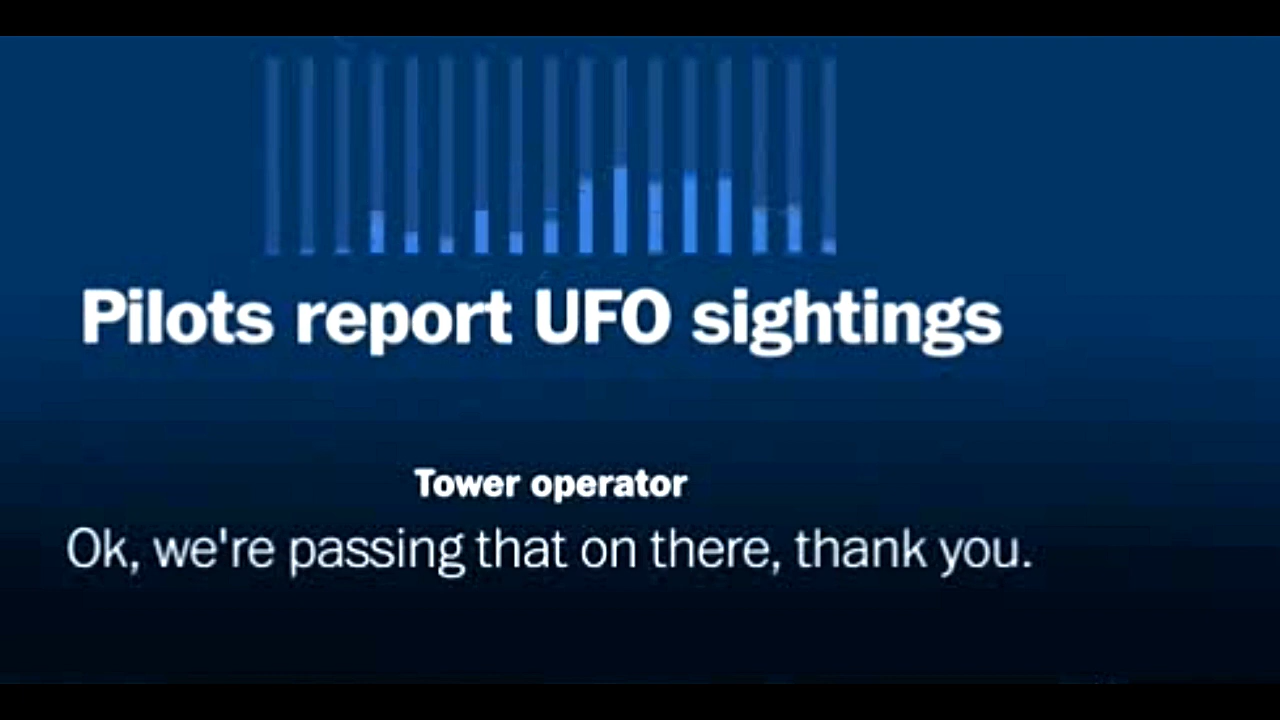 Pilots report UFO sightings
Tower operator
Ok, we're passing that on there, thank you.